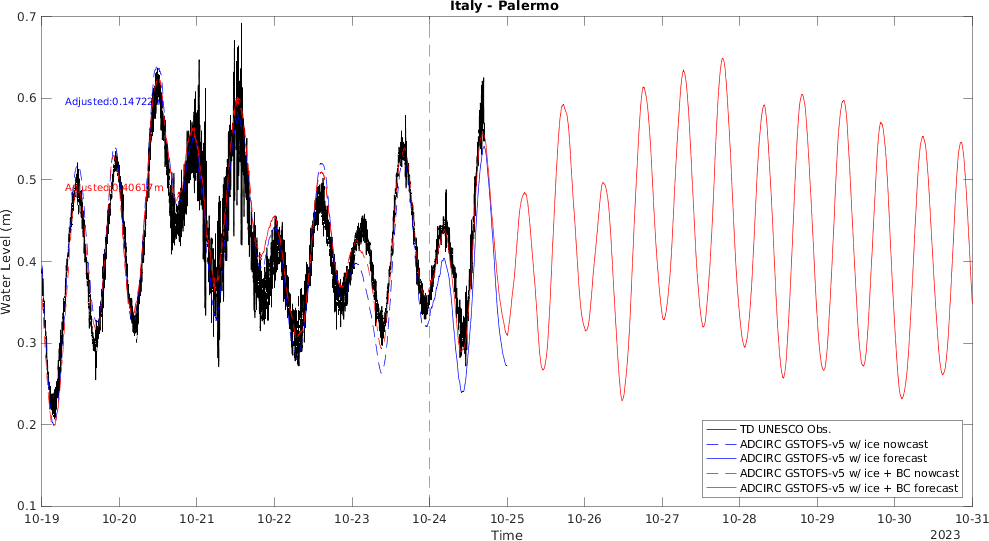 Italy - Palermo
Water Level (m)
0.7
0.6
0.5
0.4
0.3
0.2
0.1
Adjusted:0.14722
Adjusted:0.40617m
TD UNESCO Obs.
ADCIRC GSTOFS-v5 w/ ice nowcast
ADCIRC GSTOFS-v5 w/ ice forecast
ADCIRC GSTOFS-v5 w/ ice + BC nowcast
ADCIRC GSTOFS-v5 w/ ice + BC forecast
10-19 10-20 10-21 10-22 10-23 10-24 10-25 10-26 10-27 10-28 10-29 10-30 10-31
Time
2023